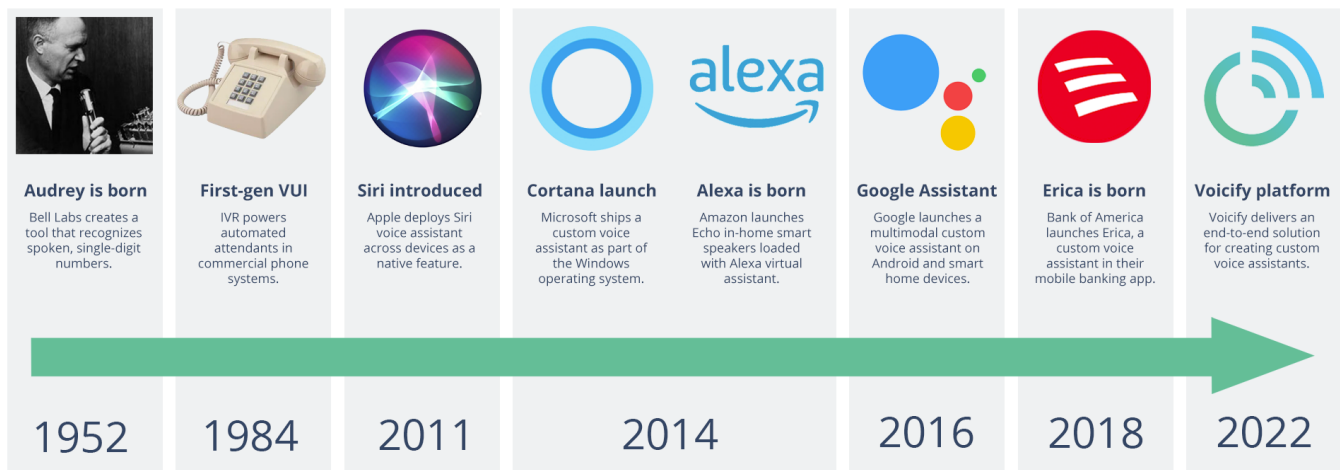 alexa
Audrey is born
Bell Labs creates a
tool that recognizes
spoken, single-digit
numbers.
First-gen VUI
IVR powers
automated
attendants in
commercial phone
systems.
Siri introduced
Apple deploys Siri
voice assistant
across devices as a
native feature.
Cortana launch
Microsoft ships a
custom voice
assistant as part of
the Windows
operating system.
Alexa is born
Amazon launches
Echo in-home smart
speakers loaded
with Alexa virtual
assistant.
Google Assistant
Google launches a
multimodal custom
voice assistant on
Android and smart
home devices.
Erica is born
Bank of America
launches Erica, a
custom voice
assistant in their
mobile banking app.
Voicify platform
Voicify delivers an
end-to-end solution
for creating custom
voice assistants.
1952
1984
2011
2014
2016
2018
2022